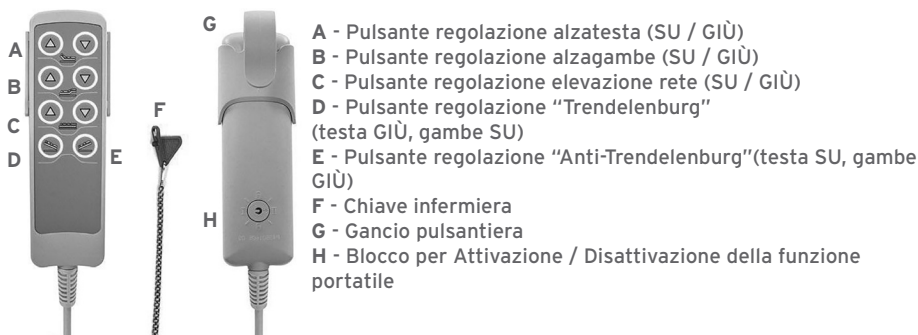 A
B
C
D
E
F
G
H
A - Pulsante regolazione alzatesta (SU / GIÙ)
B - Pulsante regolazione alzagambe (SU / GIÙ)
C - Pulsante regolazione elevazione rete (SU / GIÙ)
D - Pulsante regolazione “Trendelenburg”
(testa GIÙ, gambe SU)
E - Pulsante regolazione “Anti-Trendelenburg”(testa SU, gambe
GIÙ)
F - Chiave infermiera
G - Gancio pulsantiera
H - Blocco per Attivazione / Disattivazione della funzione
portatile